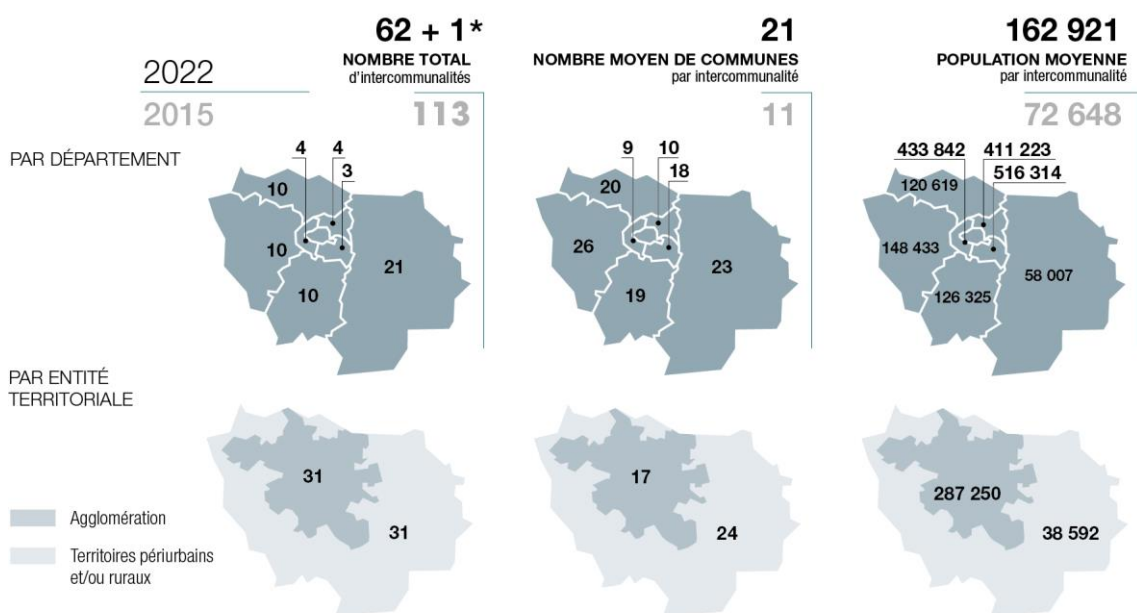 62 + 1*
NOMBRE TOTAL
d'intercommunalités
21
NOMBRE MOYEN DE COMMUNES
par intercommunalité
162 921
POPULATION MOYENNE
par intercommunalité
2022
2015
113
11
72 648
PAR DÉPARTEMENT
4
4
3
10
10
10
21
9
10
18
20
26
19
23
433 842
411 223
516 314
120 619
148 433
126 325
58 007
PAR ENTITÉ
TERRITORIALE
31
31
17
24
287 250
38 592
Agglomération
Territoires périurbains
et/ou ruraux